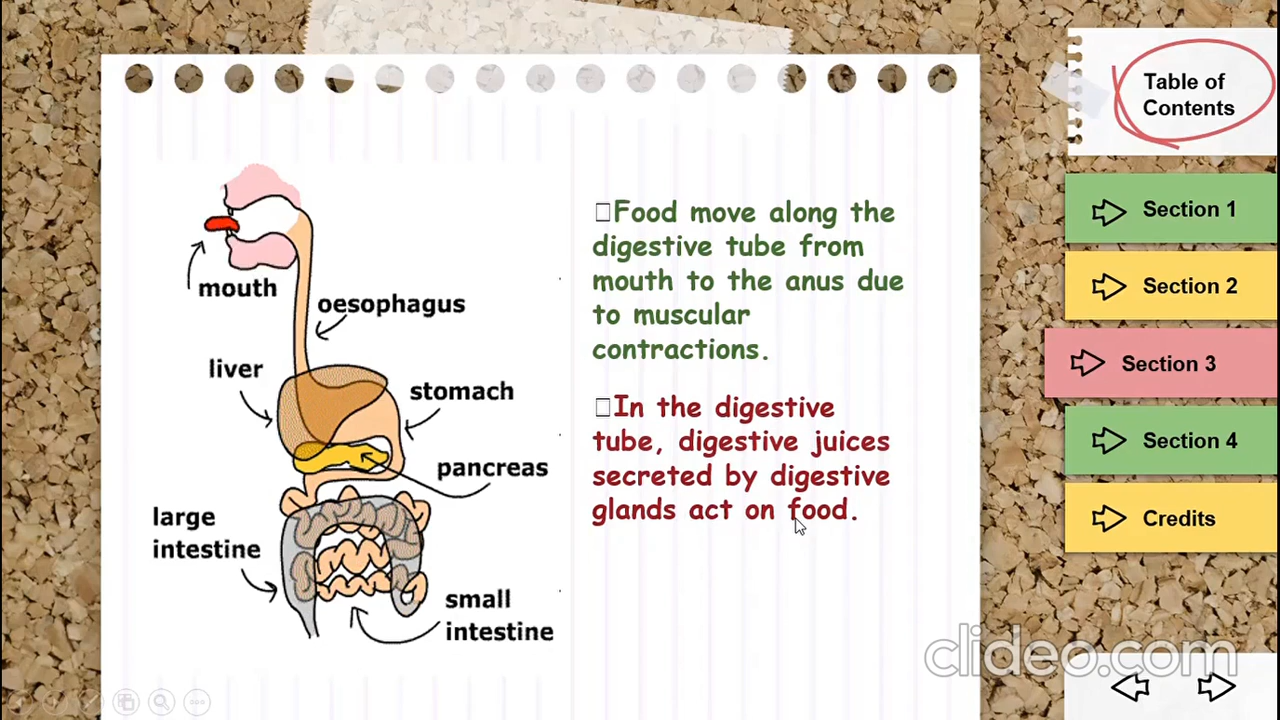 mouth
oesophagus
liver
stomach
pancreas
large
intestine
small
intestine
Food move along the
digestive tube from
mouth to the anus due
to muscular
contractions.
In the digestive
tube, digestive juices
secreted by digestive
glands act on food.
Table of
Contents
Section 1
Section 2
Section 3
Section 4
Credits
clideo.com